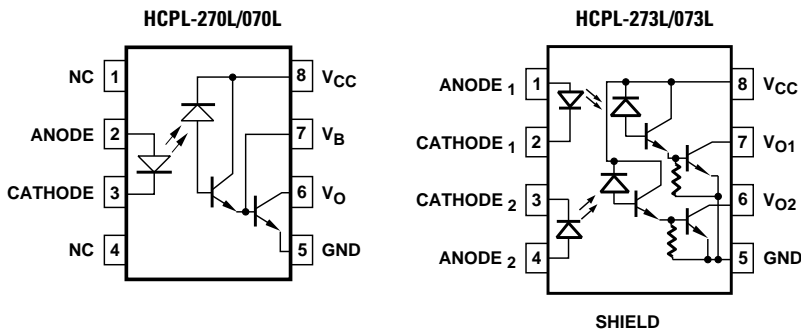 HCPL-270L/070L
NC 1
8 VCC
ANODE 2
7 VB
CATHODE 3
6 VO
NC 4
5 GND
HCPL-273L/073L
ANODE 1 1
8 VCC
CATHODE 1 2
7 VO1
CATHODE 2 3
6 VO2
ANODE 2 4
5 GND
SHIELD